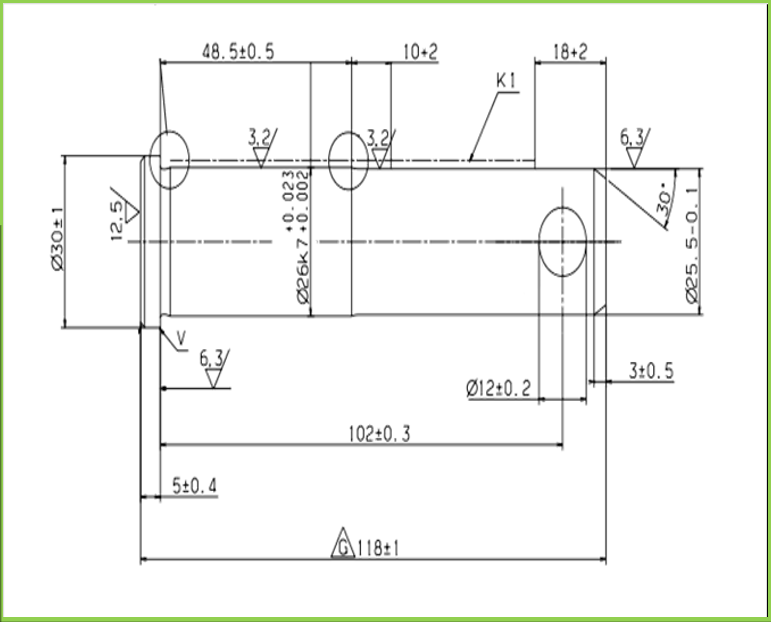 48.5±0.5
10+2
18+2
K1
3,2
3,2
6,3
30°
Ø30±1
12,5
Ø26k7 +0.023 +0.002
Ø25.5-0.1
V
6,3
Ø12±0.2
3±0.5
102±0.3
5±0.4
G 118±1